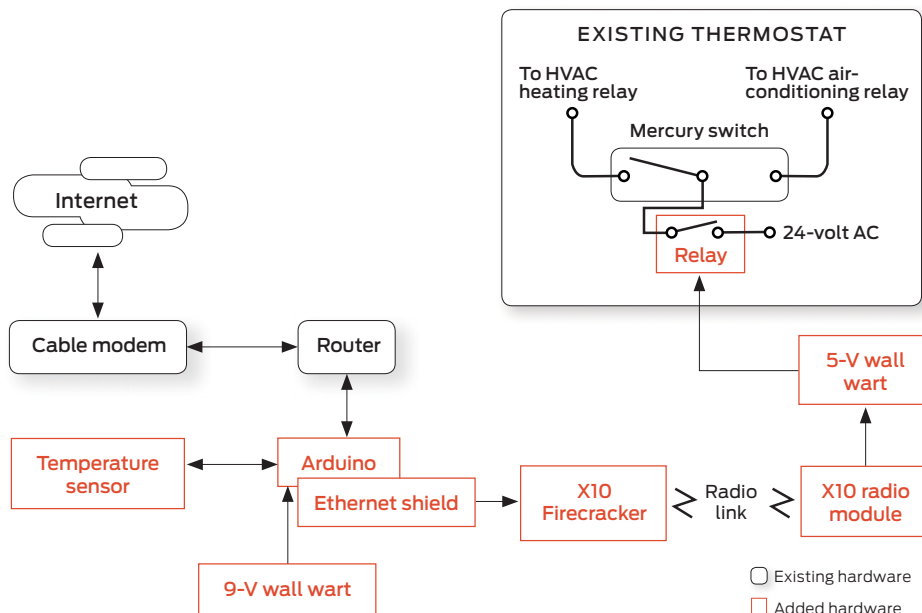 EXISTING THERMOSTAT
To HVAC
heating relay
To HVAC air-
conditioning relay
Mercury switch
24-volt AC
Relay
Internet
Cable modem
Router
5-V wall
wart
Temperature
sensor
Arduino
Ethernet shield
X10
Firecracker
Radio
link
X10 radio
module
9-V wall wart
Existing hardware
Added hardware